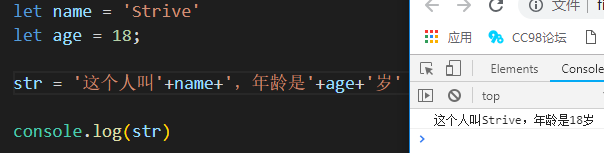 let name = 'Strive'
let age = 18;
str = '这个人叫'+name+'，年龄是'+age+'岁'
console.log(str)
文件
应用
CC98论坛
Elements
Console
top
这个人叫Strive，年龄是18岁